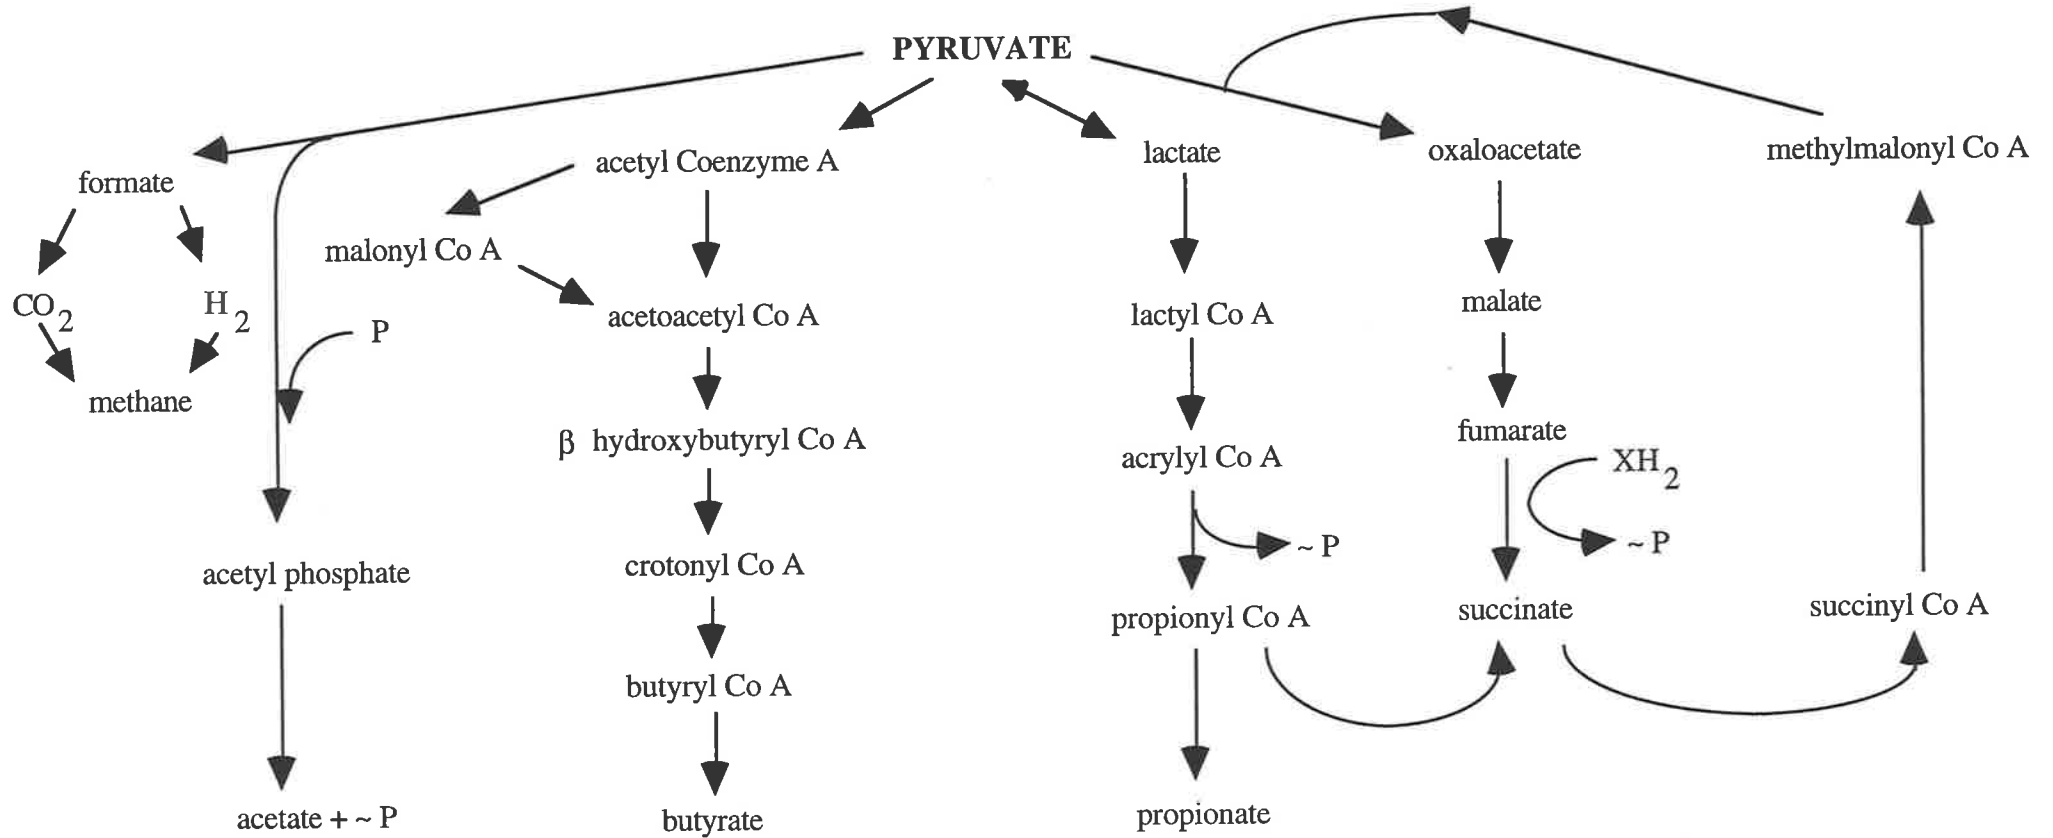 PYRUVATE
formate
CO2
H2
methane
P
acetyl phosphate
acetate + ~ P
acetyl Coenzyme A
malonyl Co A
acetoacetyl Co A
β hydroxybutyryl Co A
crotonyl Co A
butyryl Co A
butyrate
lactate
lactyl Co A
acrylyl Co A
~ P
propionyl Co A
propionate
oxaloacetate
malate
fumarate
XH2
~ P
succinate
methylmalonyl Co A
succinyl Co A